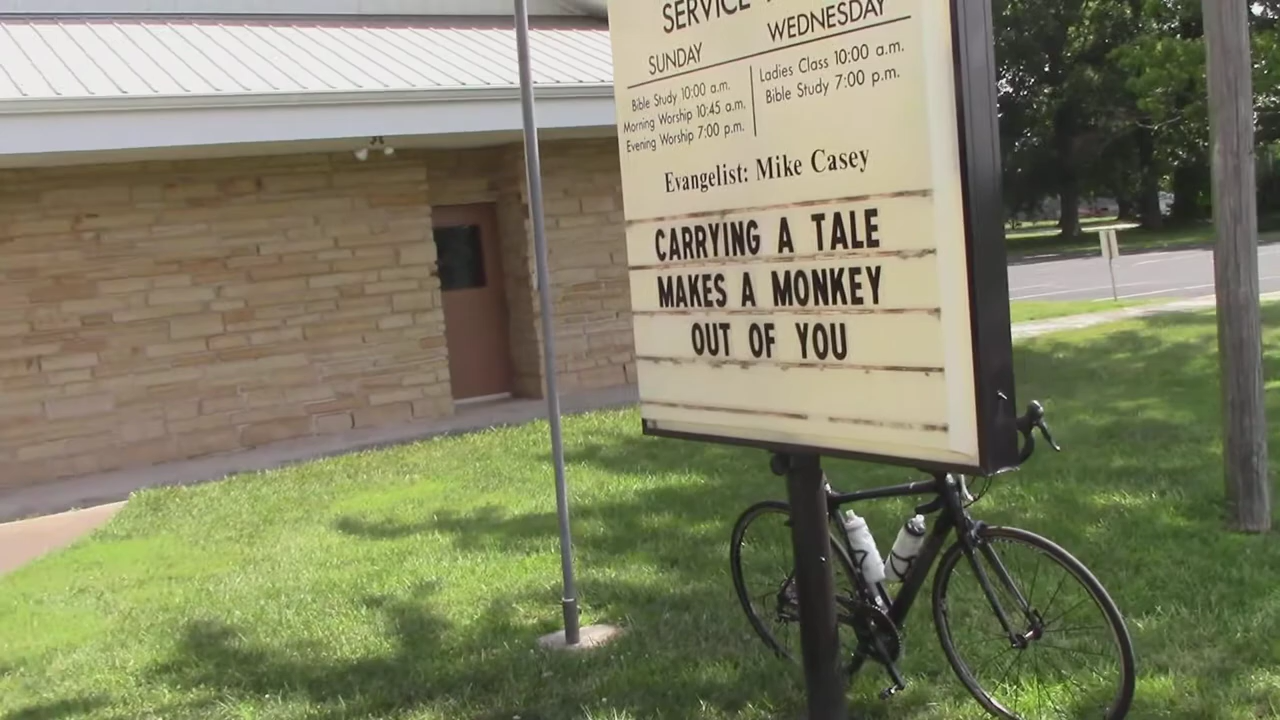 SERVICE
SUNDAY
Bible Study 10:00 a.m.
Morning Worship 10:45 a.m.
Evening Worship 7:00 p.m.
WEDNESDAY
Ladies Class 10:00 a.m.
Bible Study 7:00 p.m.
Evangelist: Mike Casey
CARRYING A TALE
MAKES A MONKEY
OUT OF YOU